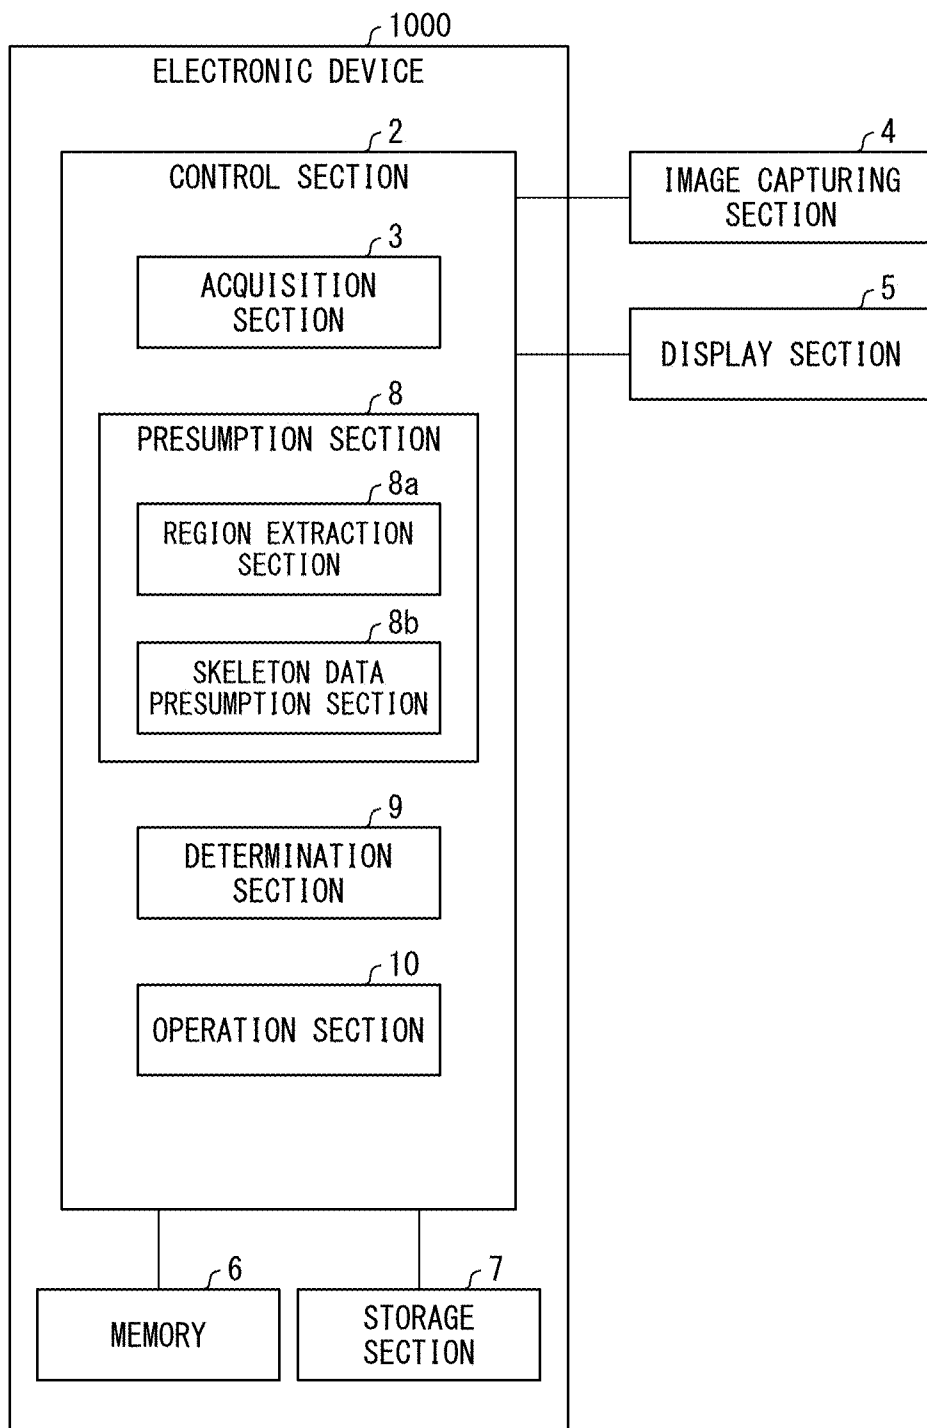 1000
ELECTRONIC DEVICE
2
CONTROL SECTION
4
IMAGE CAPTURING
SECTION
3
ACQUISITION
SECTION
5
DISPLAY SECTION
8
PRESUMPTION SECTION
8a
REGION EXTRACTION
SECTION
8b
SKELETON DATA
PRESUMPTION SECTION
9
DETERMINATION
SECTION
10
OPERATION SECTION
6
MEMORY
7
STORAGE
SECTION